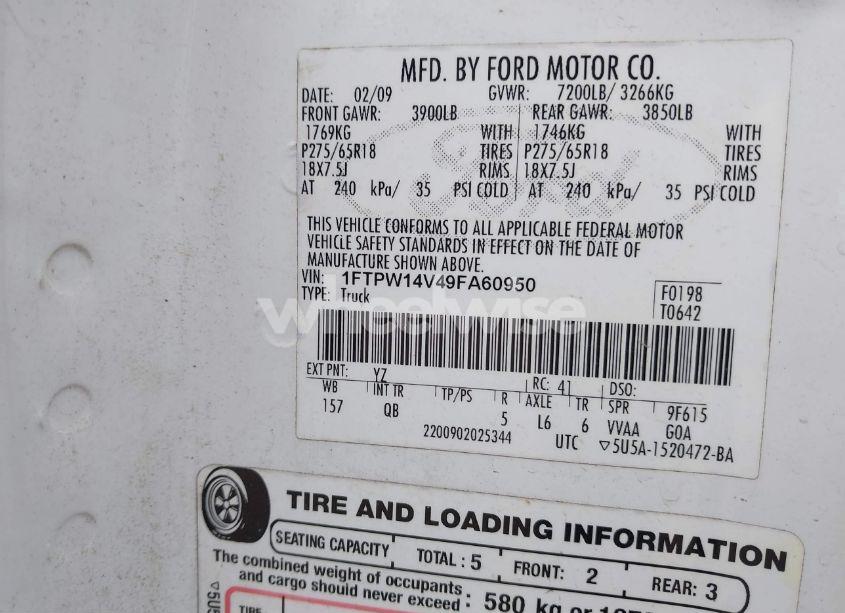 MFD. BY FORD MOTOR CO.
DATE: 02/09 GVWR: 7200LB/ 3266KG
FRONT GAWR: 3900LB REAR GAWR: 3850LB
1769KG WITH 1746KG WITH
P275/65R18 TIRES P275/65R18 TIRES
18X7.5J RIMS 18X7.5J RIMS
AT 240 kPa/ 35 PSI COLD AT 240 kPa/ 35 PSI COLD
THIS VEHICLE CONFORMS TO ALL APPLICABLE FEDERAL MOTOR
VEHICLE SAFETY STANDARDS IN EFFECT ON THE DATE OF
MANUFACTURE SHOWN ABOVE.
VIN: 1FTPW14V49FA60950
TYPE: Truck
F0198
T0642
wheelwise
EXT PNT: YZ RC: 41 DSO:
WB INT TR TP/PS R AXLE TR SPR 9F615
157 QB 5 L6 6 VVAA GOA
2200902025344 UTC ▽5U5A-1520472-BA
TIRE AND LOADING INFORMATION
SEATING CAPACITY TOTAL : 5 FRONT: 2 REAR: 3
The combined weight of occupants
and cargo should never exceed : 580 kg or
TIRE
▽5U5